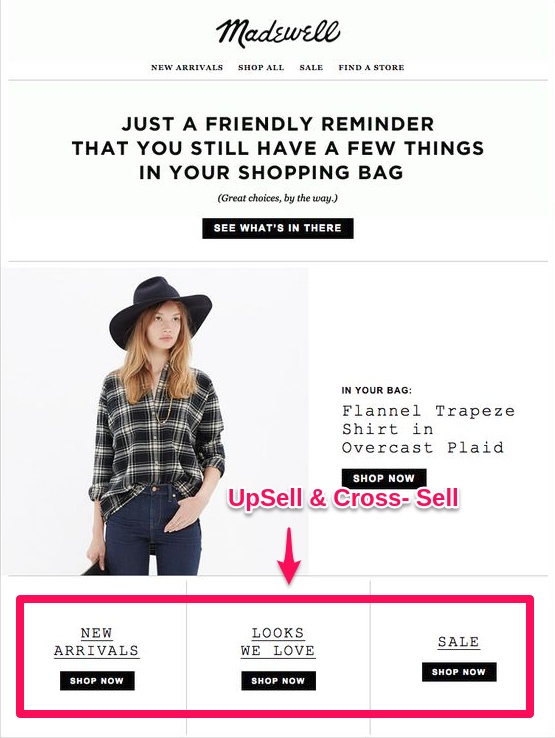 Madewell
NEW ARRIVALS SHOP ALL SALE FIND A STORE
JUST A FRIENDLY REMINDER
THAT YOU STILL HAVE A FEW THINGS
IN YOUR SHOPPING BAG
(Great choices, by the way.)
SEE WHAT'S IN THERE
IN YOUR BAG:
Flannel Trapeze
Shirt in
Overcast Plaid
SHOP NOW
UpSell & Cross- Sell
NEW
ARRIVALS
SHOP NOW
LOOKS
WE LOVE
SHOP NOW
SALE
SHOP NOW